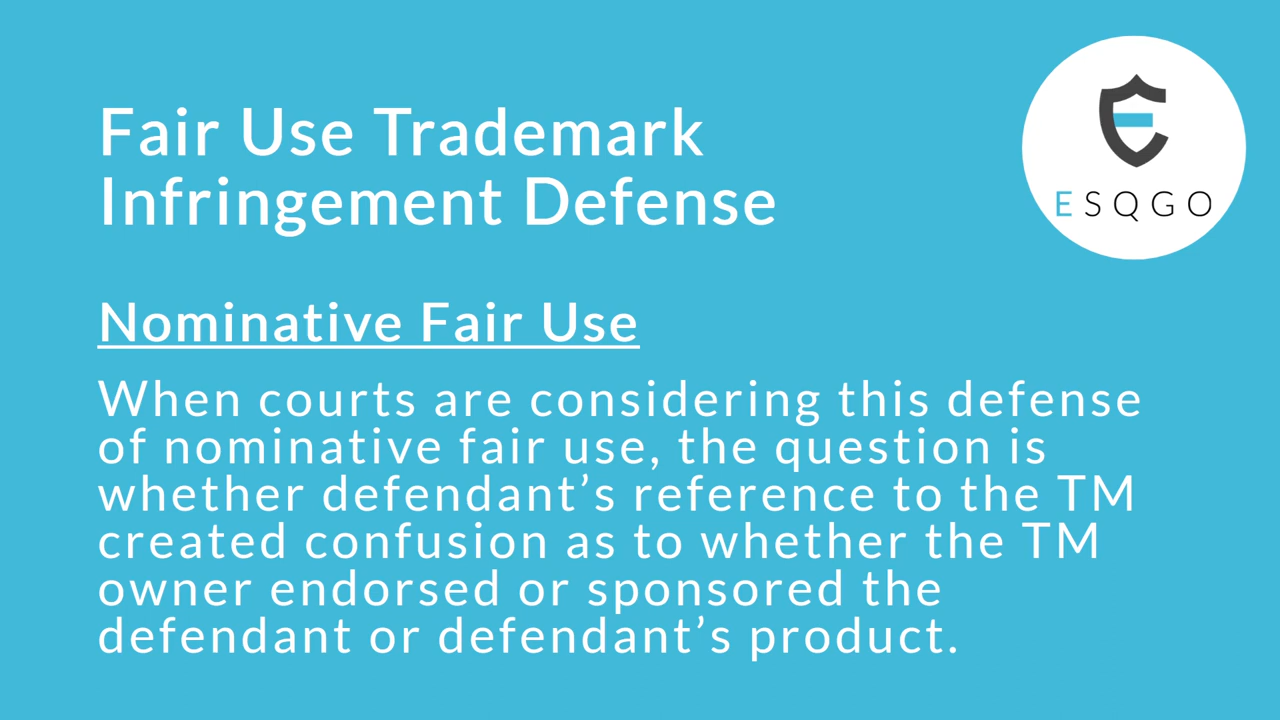 Fair Use Trademark
Infringement Defense
ESQGO
Nominative Fair Use
When courts are considering this defense
of nominative fair use, the question is
whether defendant’s reference to the TM
created confusion as to whether the TM
owner endorsed or sponsored the
defendant or defendant’s product.